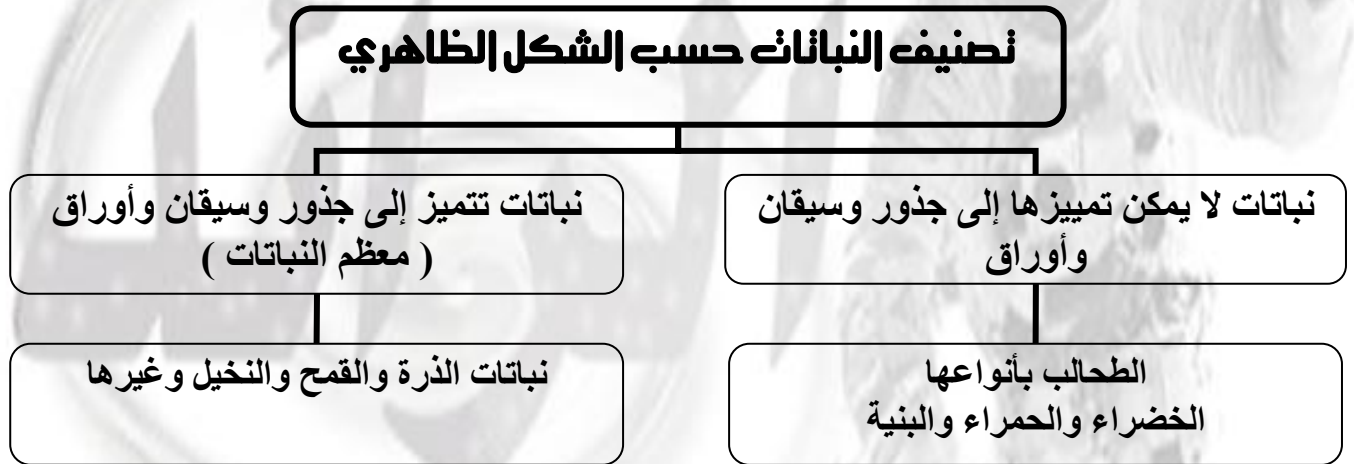 تصنيف النباتات حسب الشكل الظاهري
نباتات لا يمكن تمييزها إلى جذور وسيقان
وأوراق
نباتات تتميز إلى جذور وسيقان وأوراق
( معظم النباتات )
الطحالب بأنواعها
الخضراء والحمراء والبنية
نباتات الذرة والقمح والنخيل وغيرها